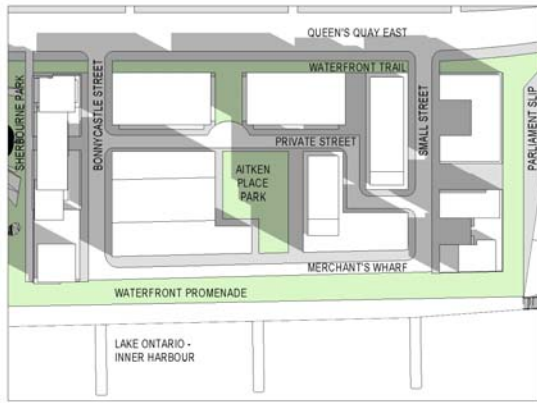 QUEEN'S QUAY EAST
WATERFRONT TRAIL
SHERBOURNE PARK
BONNYCASTLE STREET
SMALL STREET
PARLIAMENT SLIP
PRIVATE STREET
AITKEN
PLACE
PARK
MERCHANT'S WHARF
WATERFRONT PROMENADE
LAKE ONTARIO -
INNER HARBOUR